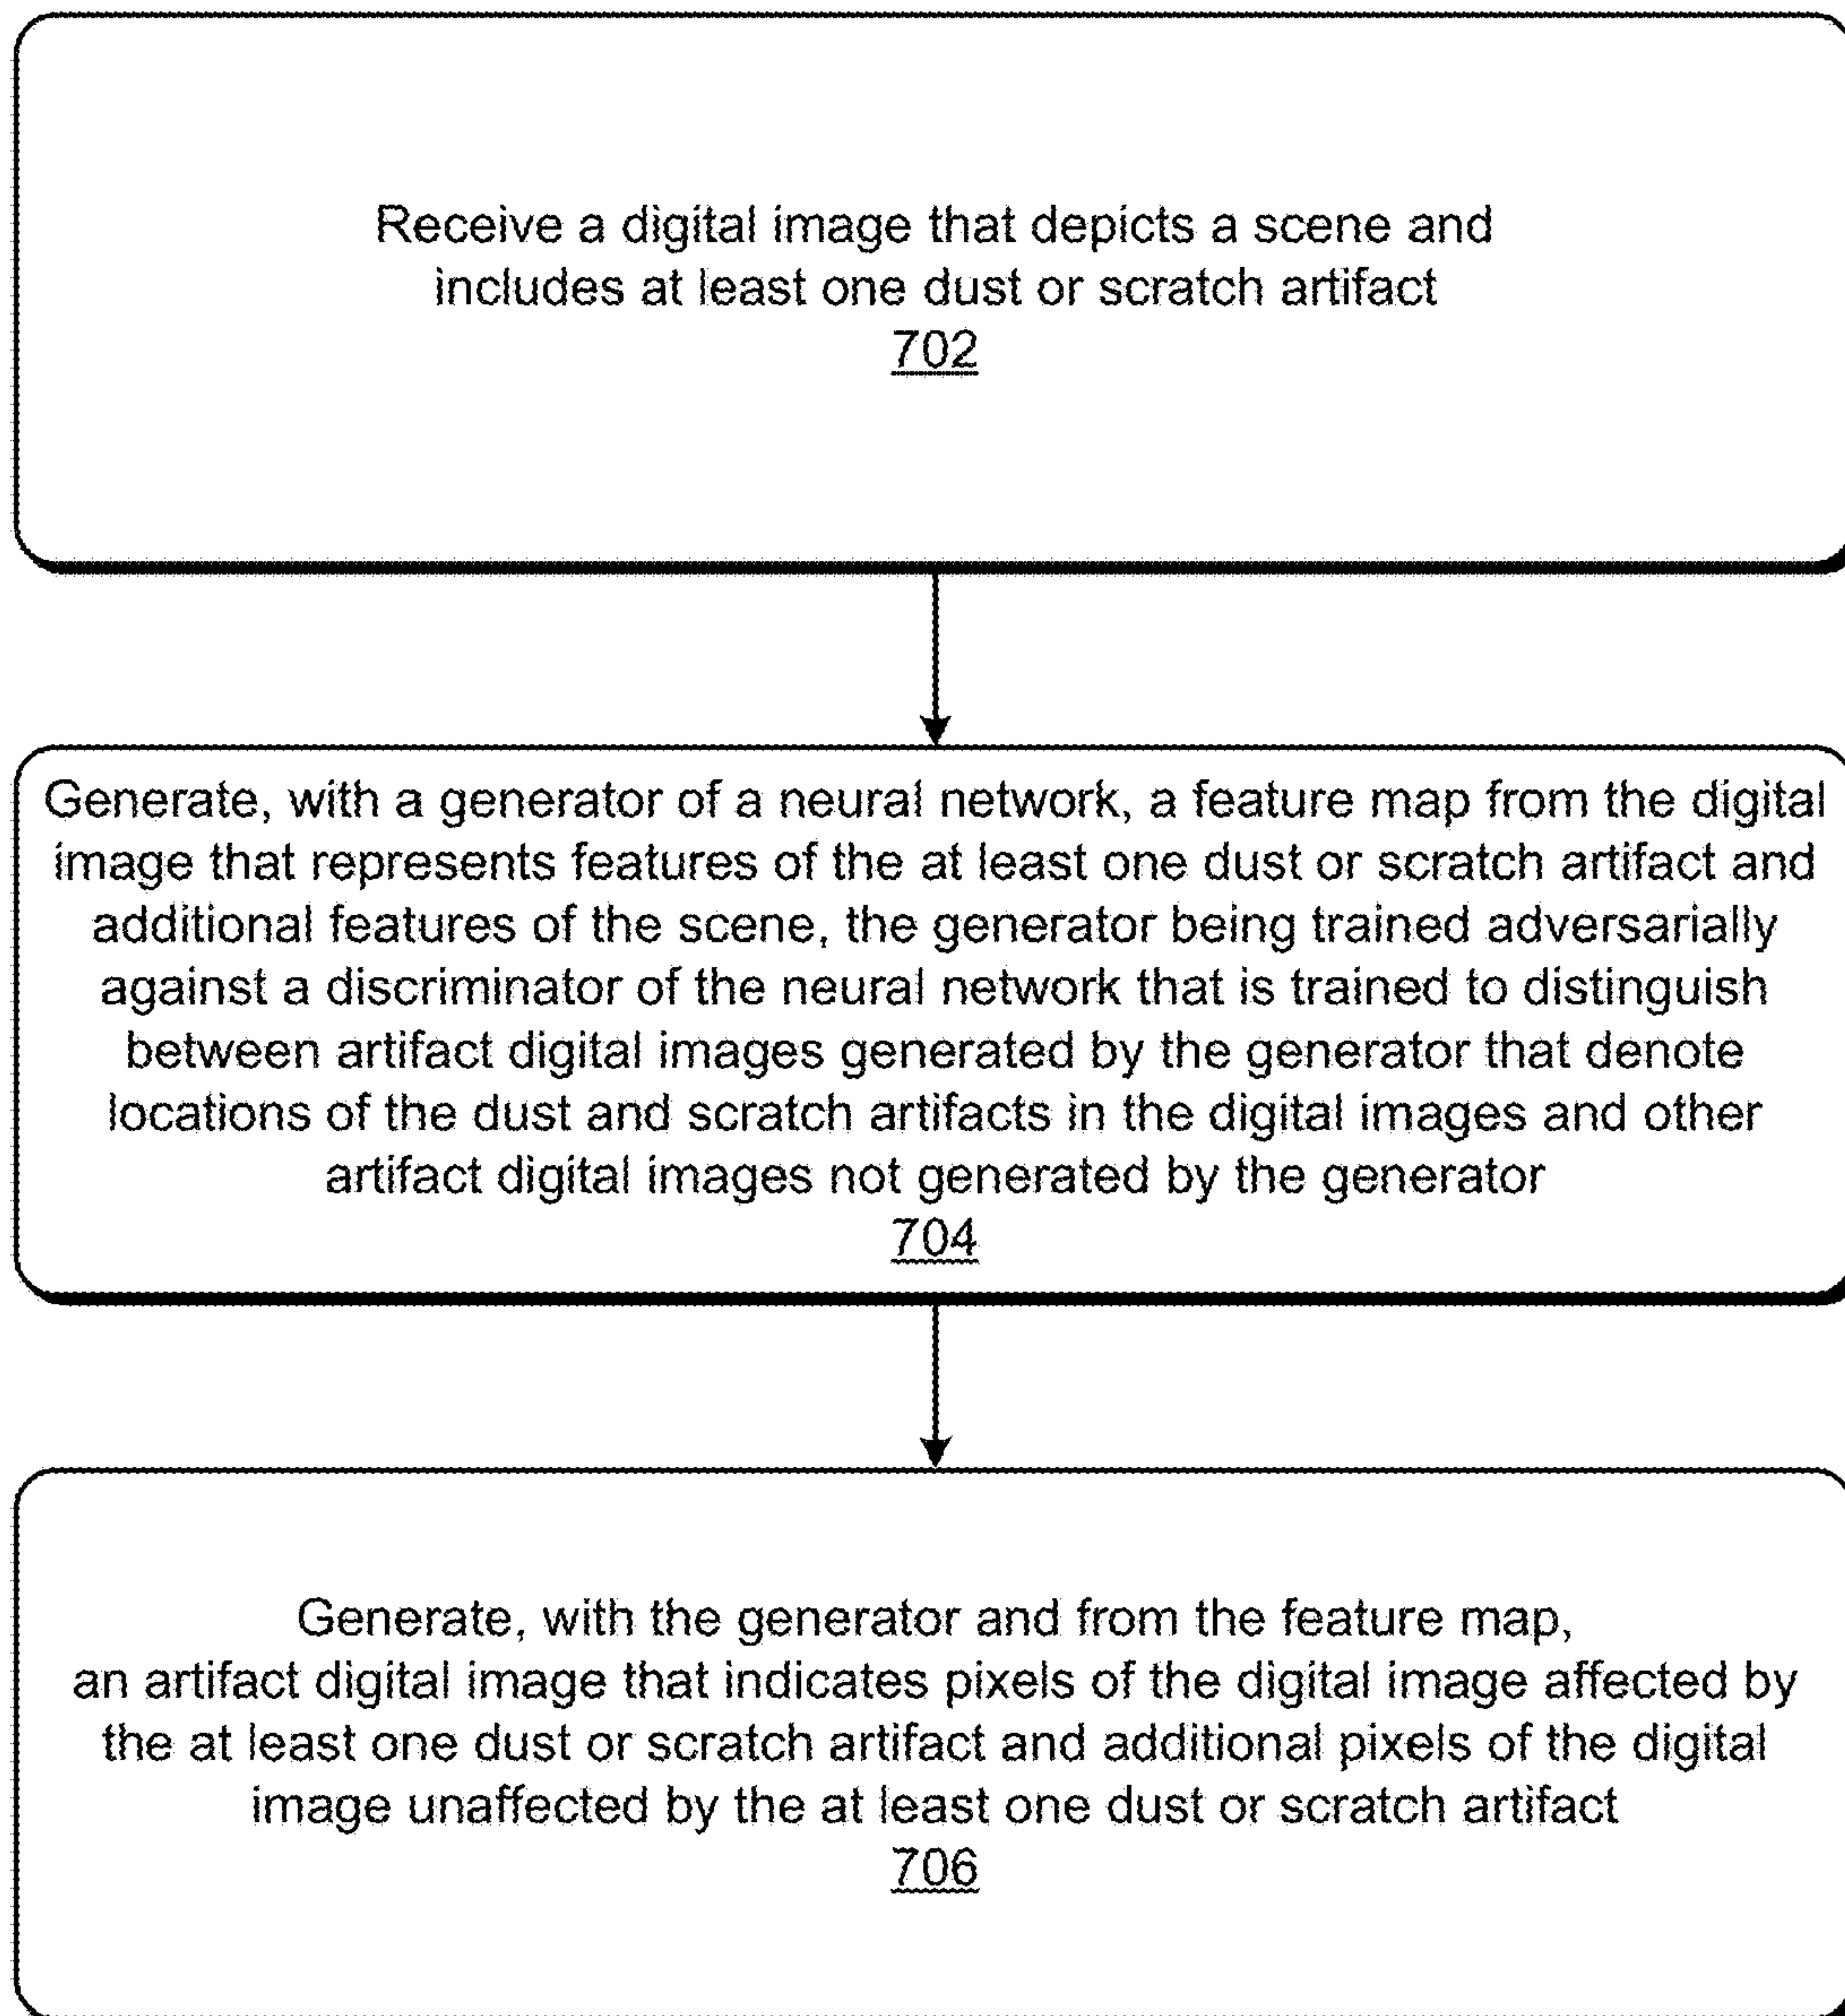 Receive a digital image that depicts a scene and
includes at least one dust or scratch artifact
702
Generate, with a generator of a neural network, a feature map from the digital
image that represents features of the at least one dust or scratch artifact and
additional features of the scene, the generator being trained adversarially
against a discriminator of the neural network that is trained to distinguish
between artifact digital images generated by the generator that denote
locations of the dust and scratch artifacts in the digital images and other
artifact digital images not generated by the generator
704
Generate, with the generator and from the feature map,
an artifact digital image that indicates pixels of the digital image affected by
the at least one dust or scratch artifact and additional pixels of the digital
image unaffected by the at least one dust or scratch artifact
706